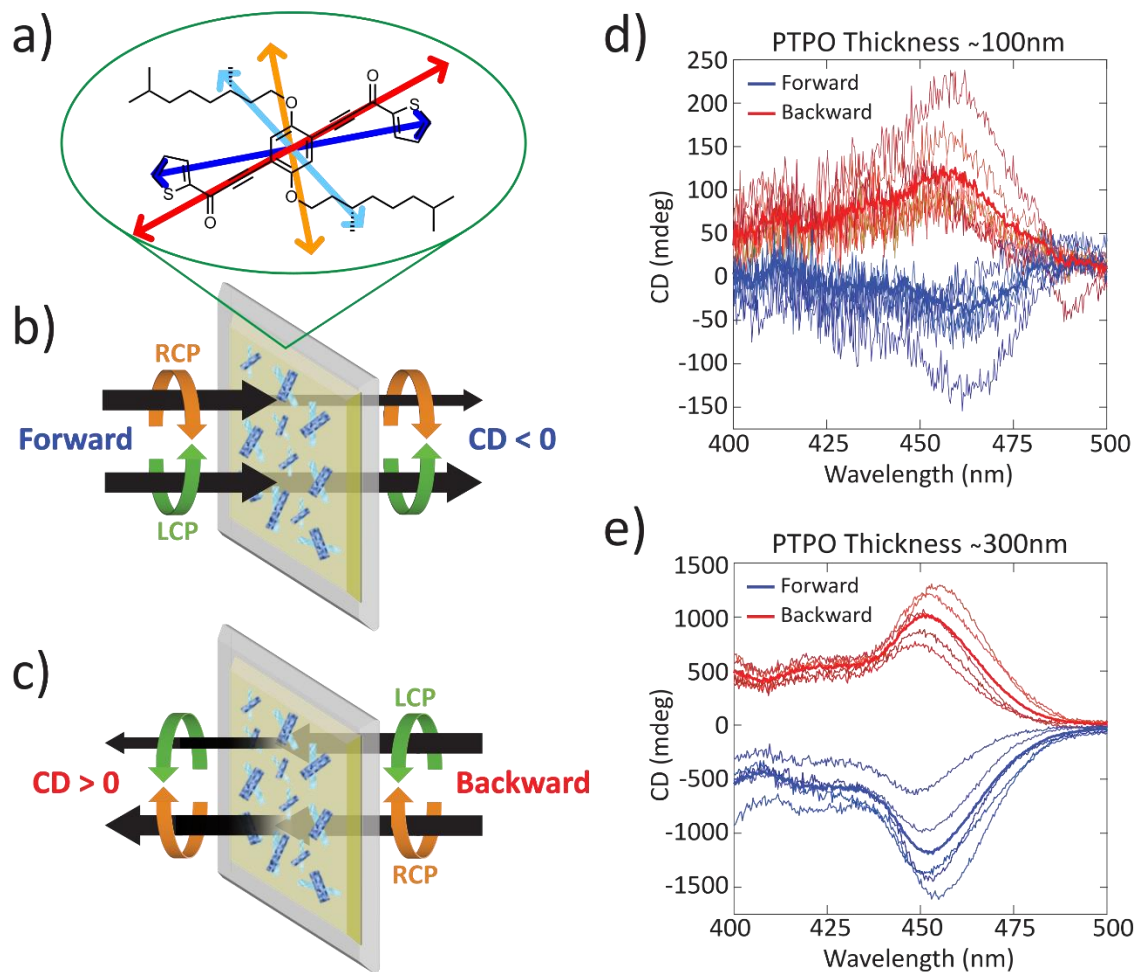 a)
O
S
O
O
S
O
b)
RCP
Forward
CD < 0
LCP
c)
LCP
CD > 0
Backward
RCP
d)
PTPO Thickness ~100nm
250
200
150
100
50
0
-50
-100
-150
CD (mdeg)
Forward
Backward
400
425
450
475
500
Wavelength (nm)
e)
PTPO Thickness ~300nm
1500
1000
500
0
-500
-1000
-1500
CD (mdeg)
Forward
Backward
400
425
450
475
500
Wavelength (nm)